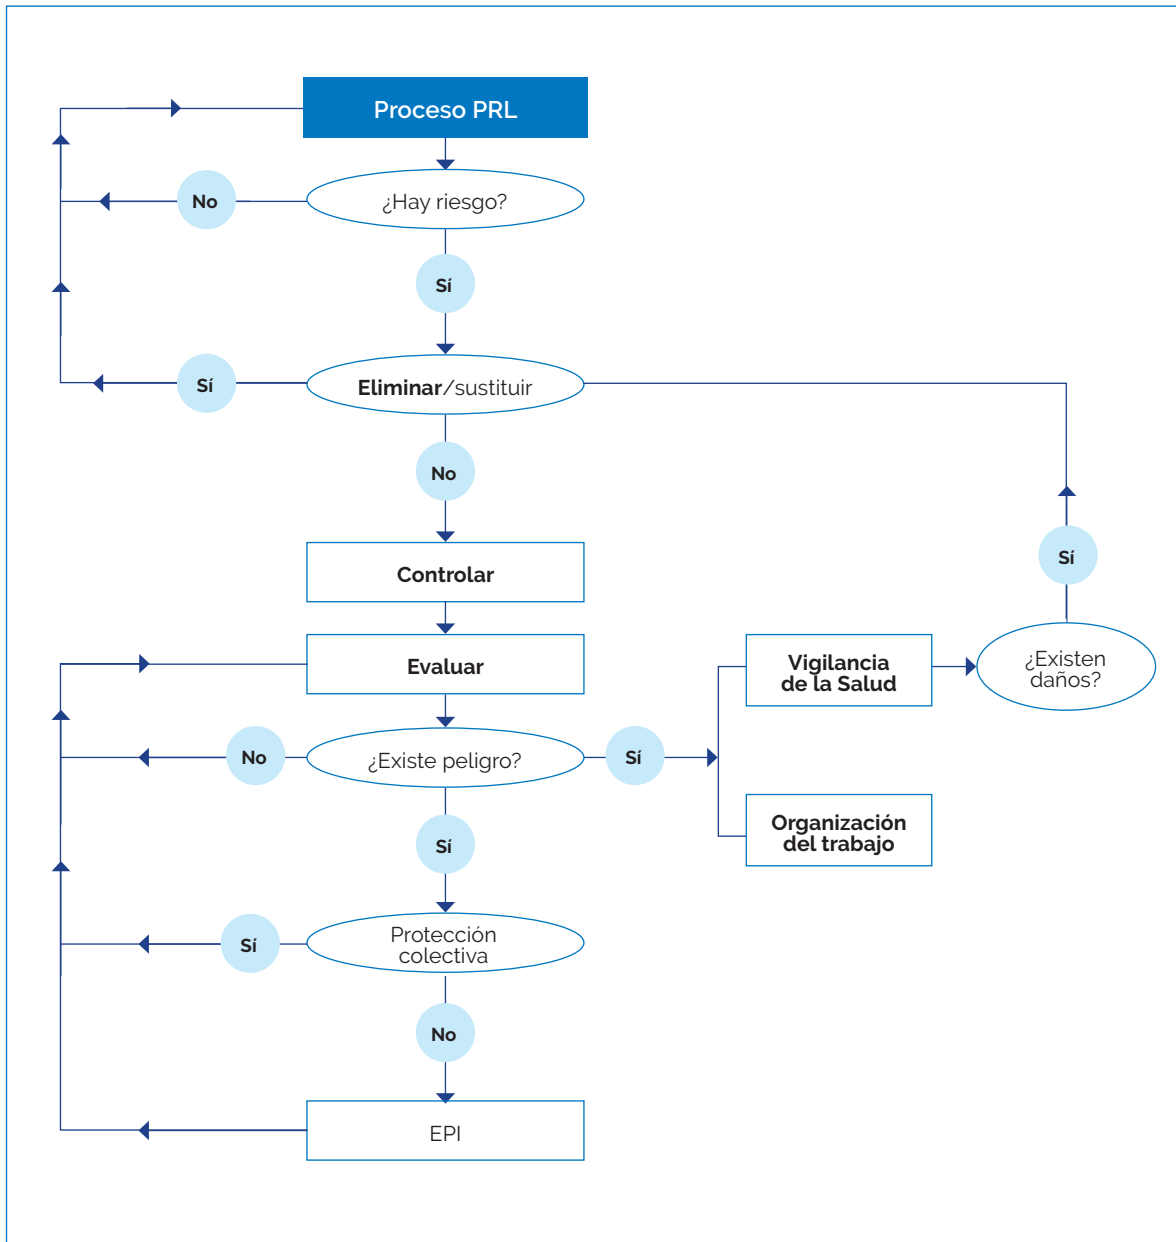 Proceso PRL
No
¿Hay riesgo?
Sí
Sí
Eliminar/sustituir
No
Sí
Controlar
Evaluar
Vigilancia
de la Salud
¿Existen
daños?
No
¿Existe peligro?
Sí
Organización
del trabajo
Sí
Sí
Protección
colectiva
No
EPI